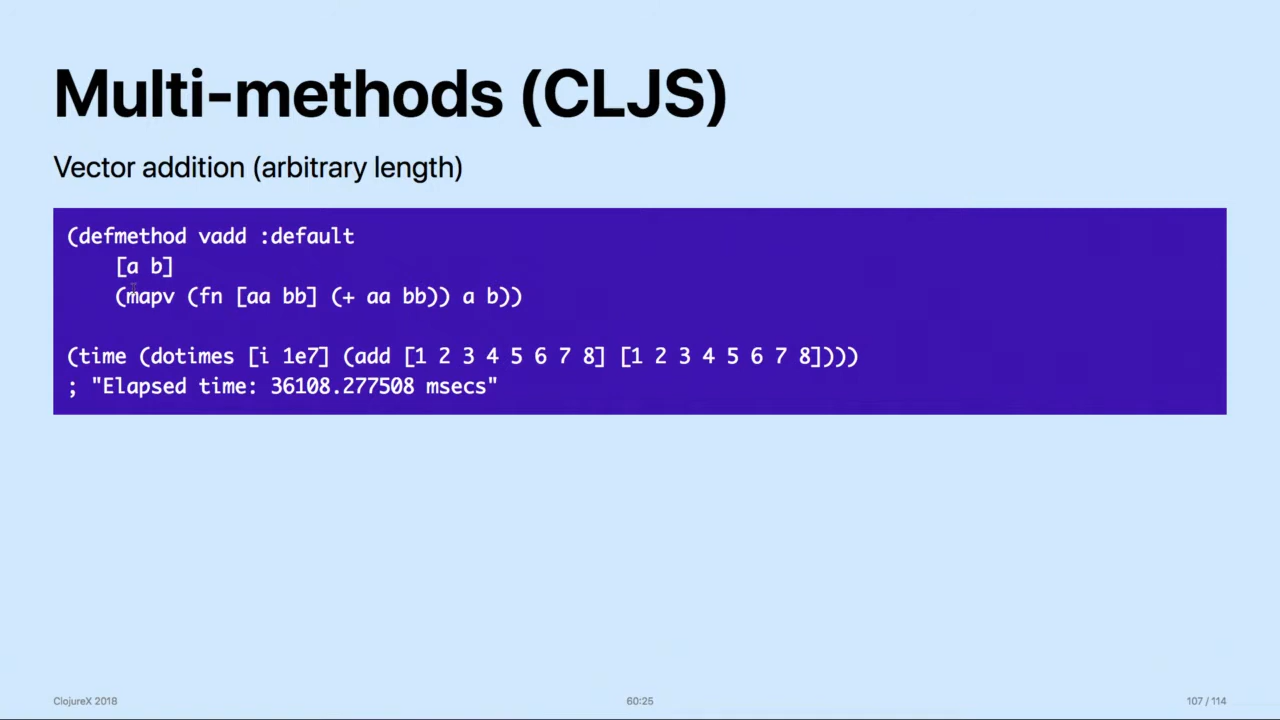 Multi-methods (CLJS)
Vector addition (arbitrary length)
(defmethod vadd :default
[a b]
(mapv (fn [aa bb] (+ aa bb)) a b))
(time (dotimes [i 1e7] (add [1 2 3 4 5 6 7 8] [1 2 3 4 5 6 7 8])))
; "Elapsed time: 36108.277508 msecs"
ClojureX 2018
60:25
107 / 114